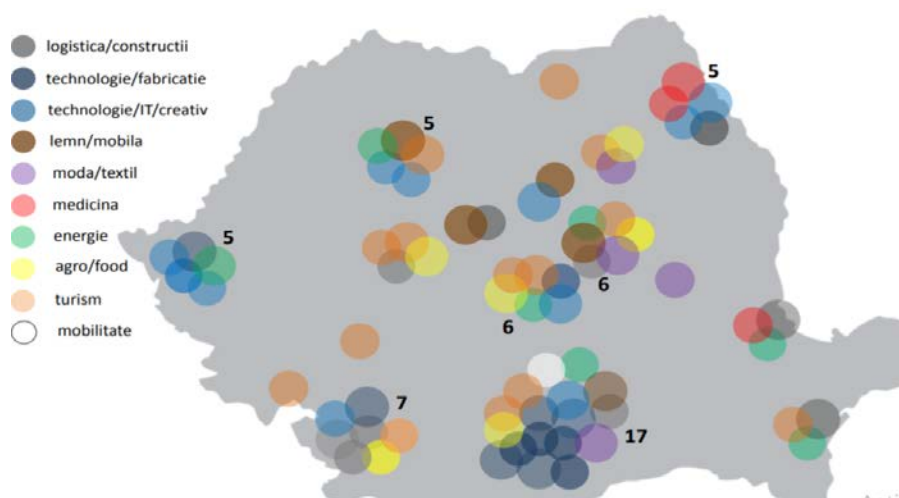 logistica/constructii
technologie/fabricatie
technologie/IT/creativ
lemn/mobila
moda/textil
medicina
energie
agro/food
turism
mobilitate
5
5
5
6
6
7
17